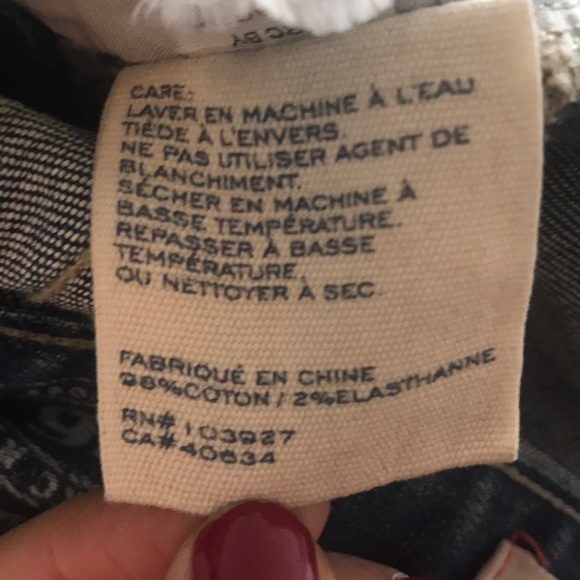 CARE:
LAVER EN MACHINE À L'EAU
TIÈDE À L'ENVERS.
NE PAS UTILISER AGENT DE
BLANCHIMENT.
SÉCHER EN MACHINE À
BASSE TEMPÉRATURE.
REPASSER À BASSE
TEMPÉRATURE.
OU NETTOYER À SEC.
FABRIQUÉ EN CHINE
98%COTON / 2%ELASTHANNE
RN# 103927
CA# 40634